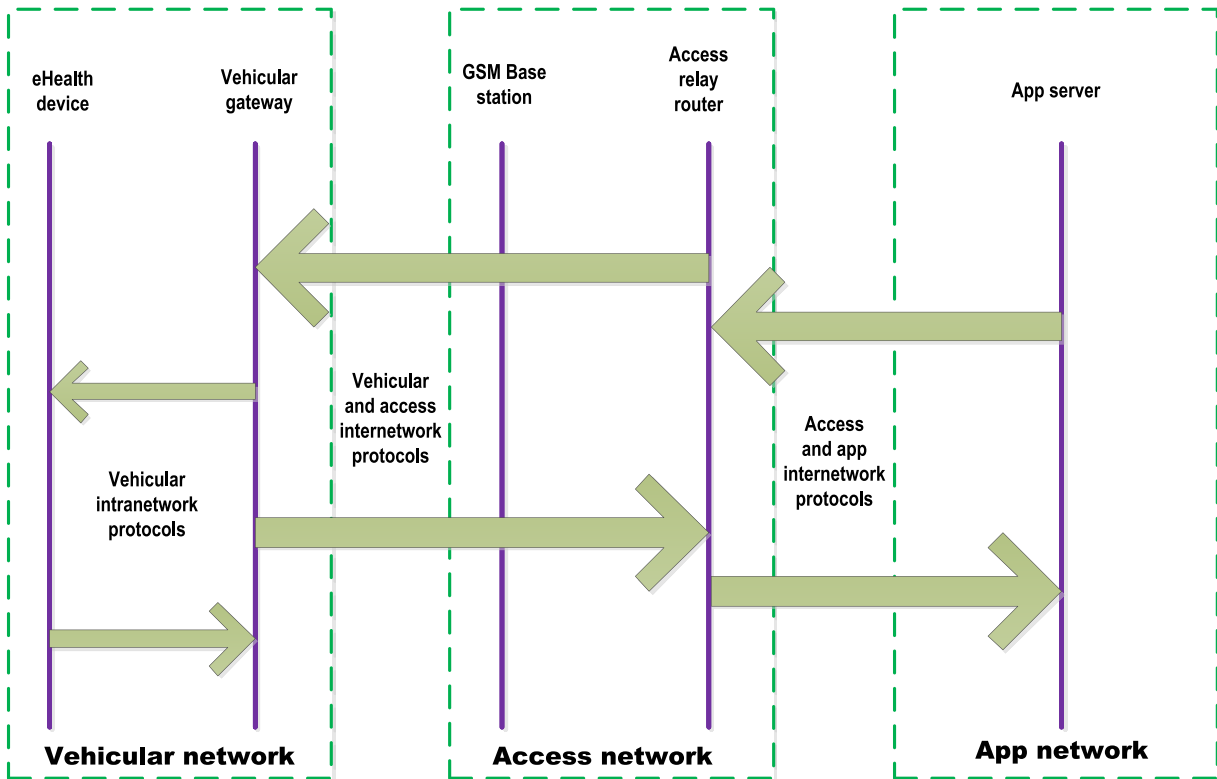 eHealth
device
Vehicular
gateway
GSM Base
station
Access
relay
router
App server
Vehicular
and access
internetwork
protocols
Access
and app
internetwork
protocols
Vehicular
intranetwork
protocols
Vehicular network
Access network
App network